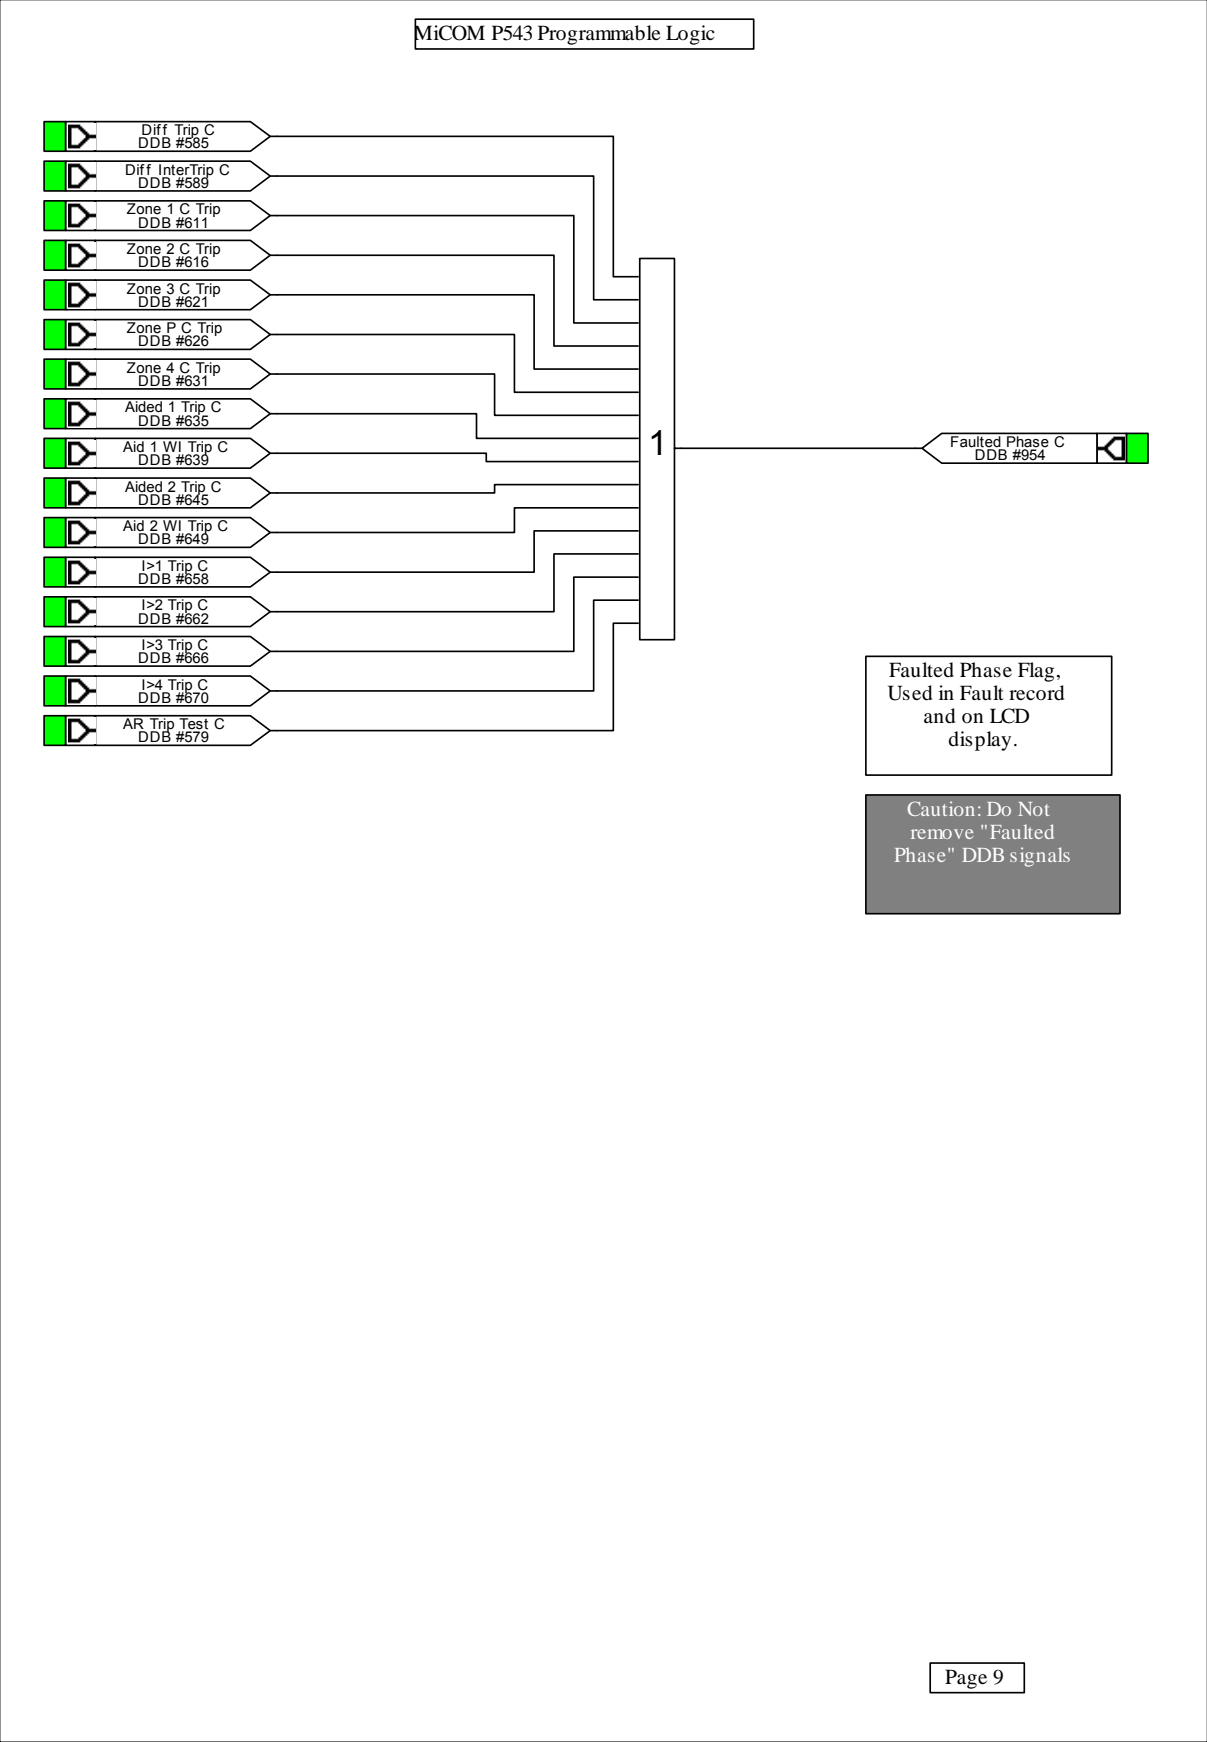 MiCOM P543 Programmable Logic
Diff Trip C
DDB #585
Diff InterTrip C
DDB #589
Zone 1 C Trip
DDB #611
Zone 2 C Trip
DDB #616
Zone 3 C Trip
DDB #621
Zone P C Trip
DDB #626
Zone 4 C Trip
DDB #631
Aided 1 Trip C
DDB #635
Aid 1 WI Trip C
DDB #639
Aided 2 Trip C
DDB #645
Aid 2 WI Trip C
DDB #649
I>1 Trip C
DDB #658
I>2 Trip C
DDB #662
I>3 Trip C
DDB #666
I>4 Trip C
DDB #670
AR Trip Test C
DDB #579
1
Faulted Phase C
DDB #954
Faulted Phase Flag,
Used in Fault record
and on LCD
display.
Caution: Do Not
remove "Faulted
Phase" DDB signals
Page 9